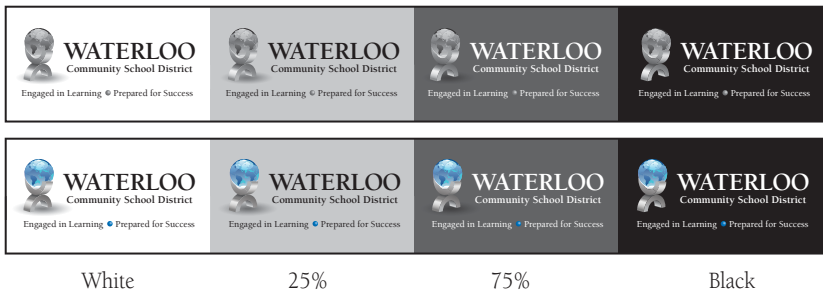 WATERLOO
Community School District
Engaged in Learning Prepared for Success
WATERLOO
Community School District
Engaged in Learning Prepared for Success
WATERLOO
Community School District
Engaged in Learning Prepared for Success
WATERLOO
Community School District
Engaged in Learning Prepared for Success
WATERLOO
Community School District
Engaged in Learning Prepared for Success
WATERLOO
Community School District
Engaged in Learning Prepared for Success
WATERLOO
Community School District
Engaged in Learning Prepared for Success
WATERLOO
Community School District
Engaged in Learning Prepared for Success
White 25% 75% Black